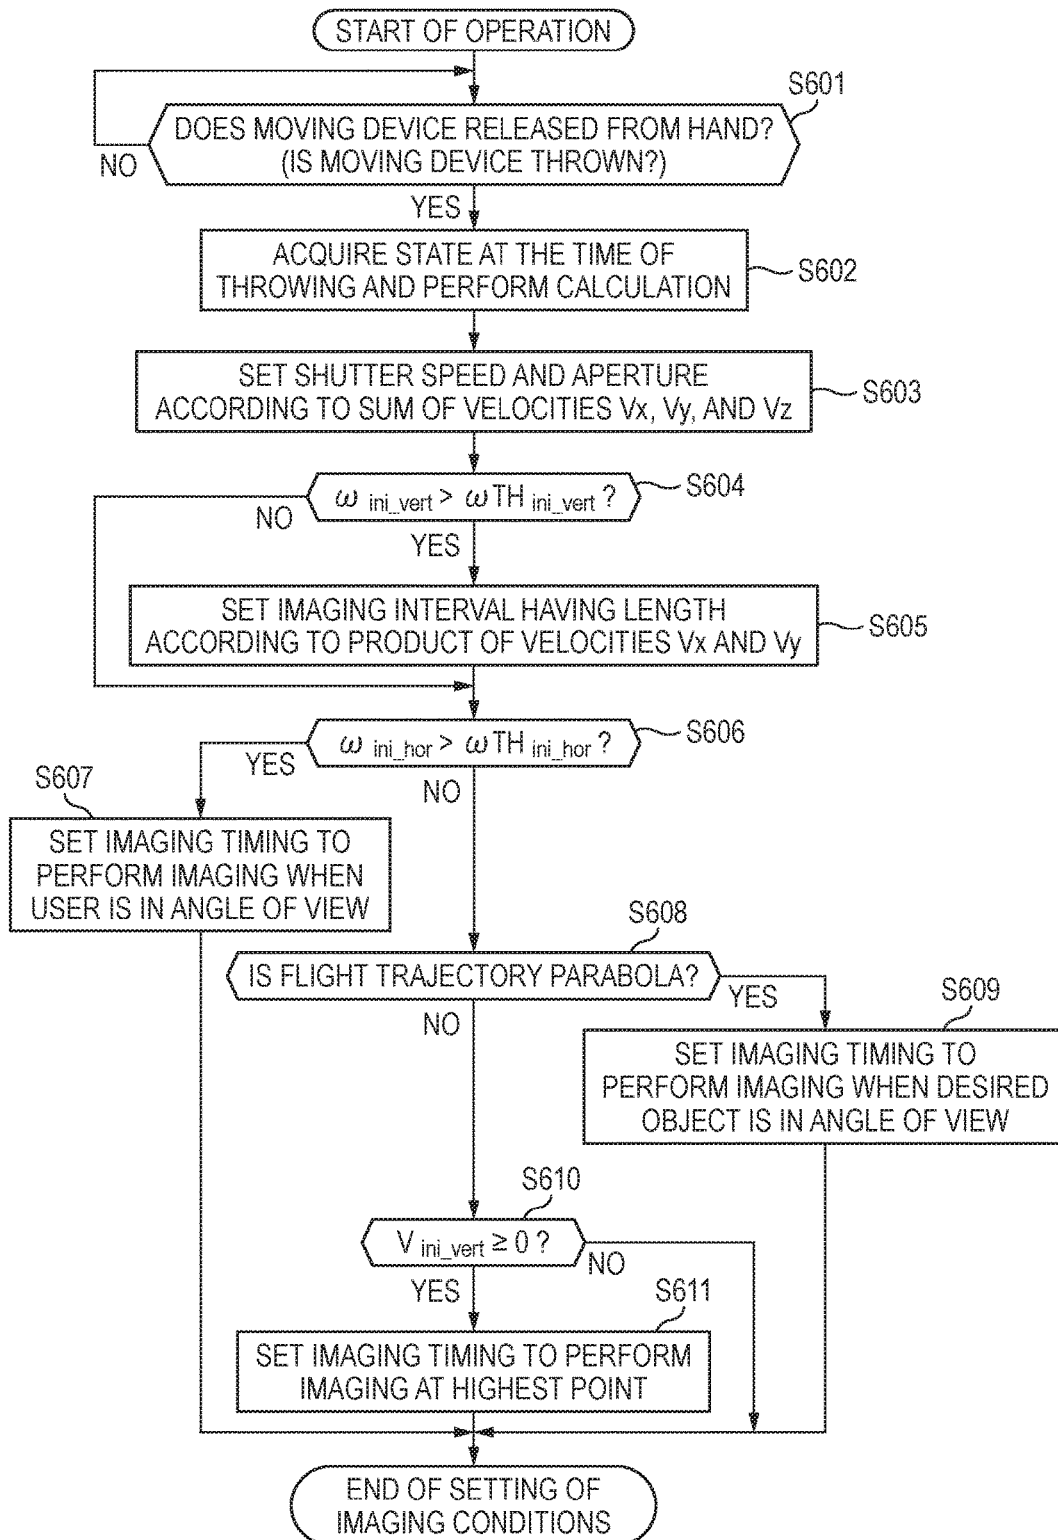 START OF OPERATION
S601
DOES MOVING DEVICE RELEASED FROM HAND?
(IS MOVING DEVICE THROWN?)
NO
YES
ACQUIRE STATE AT THE TIME OF
THROWING AND PERFORM CALCULATION
S602
SET SHUTTER SPEED AND APERTURE
ACCORDING TO SUM OF VELOCITIES Vx, Vy, AND Vz
S603
ω ini_vert > ωTH ini_vert ?
S604
NO
YES
SET IMAGING INTERVAL HAVING LENGTH
ACCORDING TO PRODUCT OF VELOCITIES Vx AND Vy
S605
ω ini_hor > ωTH ini_hor ?
S606
YES
NO
S607
SET IMAGING TIMING TO
PERFORM IMAGING WHEN
USER IS IN ANGLE OF VIEW
S608
IS FLIGHT TRAJECTORY PARABOLA?
YES
NO
S609
SET IMAGING TIMING TO
PERFORM IMAGING WHEN DESIRED
OBJECT IS IN ANGLE OF VIEW
S610
V ini_vert ≥ 0 ?
NO
YES
S611
SET IMAGING TIMING TO PERFORM
IMAGING AT HIGHEST POINT
END OF SETTING OF
IMAGING CONDITIONS